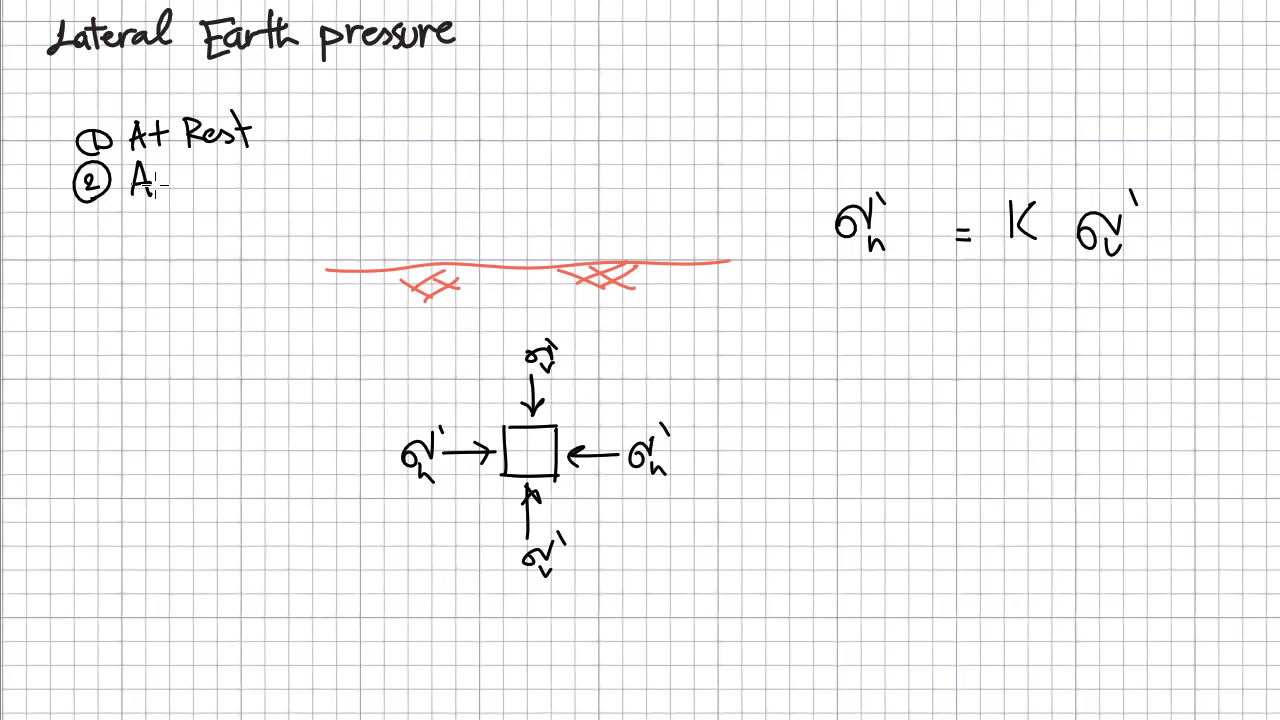 Lateral Earth pressure
① At Rest
② A
σh' = K σv'
σv'
σh' σh'
σv'